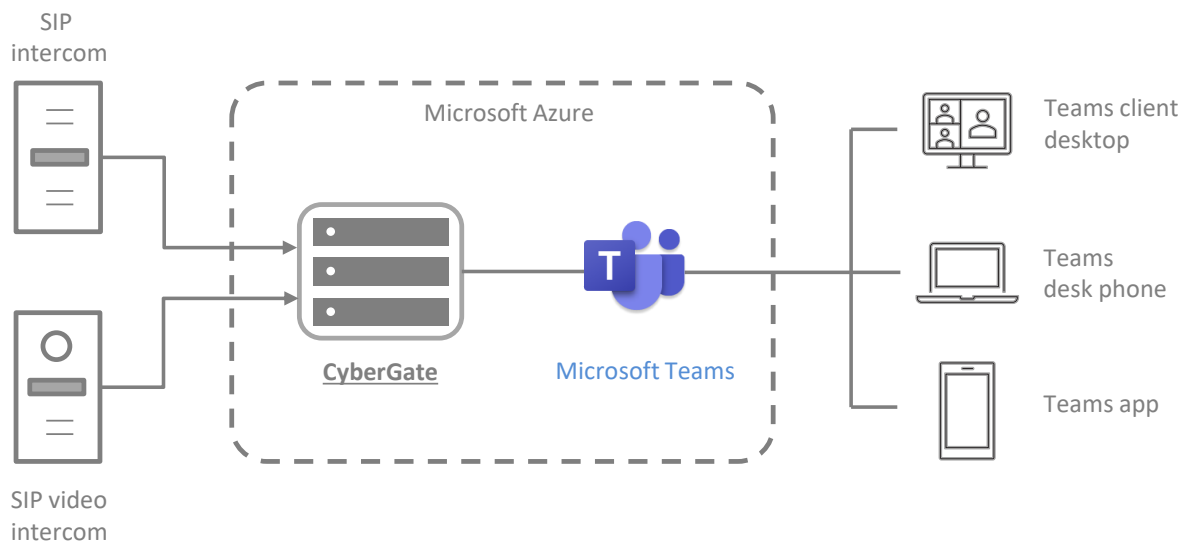 SIP
intercom
Microsoft Azure
Teams client
desktop
T
Teams
desk phone
CyberGate
Microsoft Teams
Teams app
SIP video
intercom